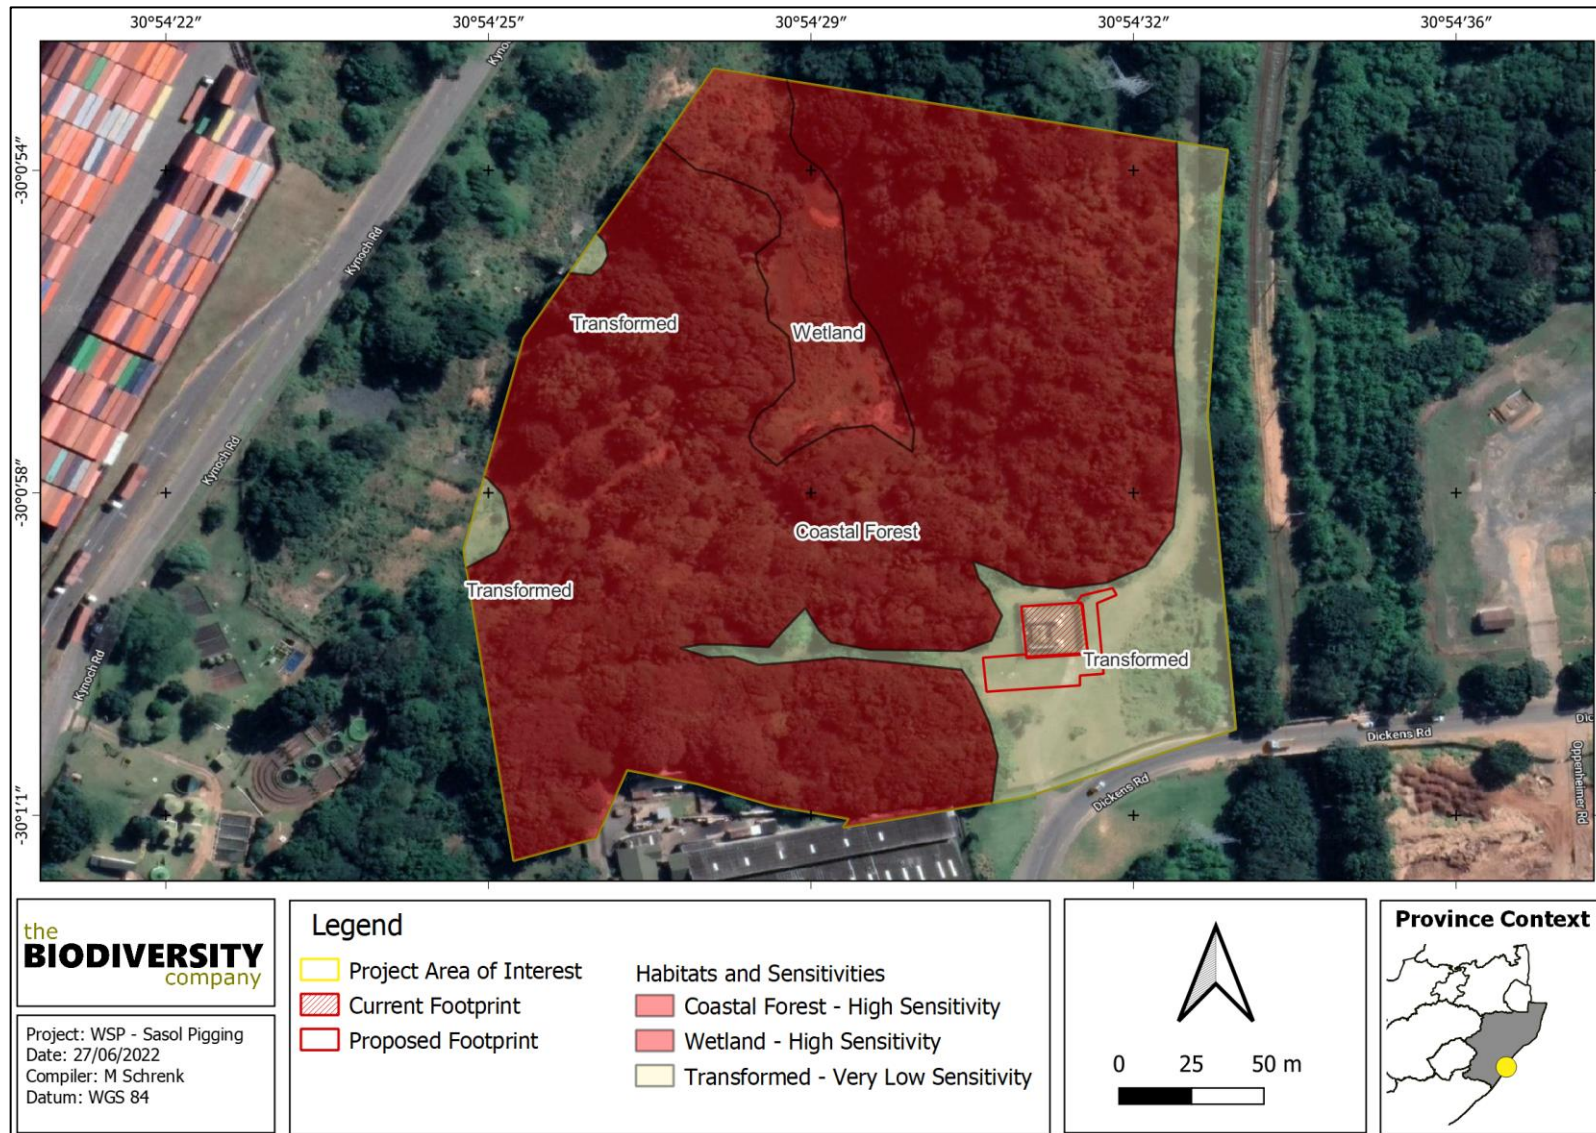 30°54'22" 30°54'25" 30°54'29" 30°54'32" 30°54'36"
-30°0'54"
-30°0'58"
-30°1'1"
Kyno
Kynoch Rd
Kynoch Rd
Kynoch Rd
Transformed
Wetland
Coastal Forest
Transformed
Transformed
Dickens Rd
Dickens Rd
Dic
Oppenheimer Rd
the
BIODIVERSITY
company
Project: WSP - Sasol Pigging
Date: 27/06/2022
Compiler: M Schrenk
Datum: WGS 84
Legend
Project Area of Interest
Current Footprint
Proposed Footprint
Habitats and Sensitivities
Coastal Forest - High Sensitivity
Wetland - High Sensitivity
Transformed - Very Low Sensitivity
0 25 50 m
Province Context